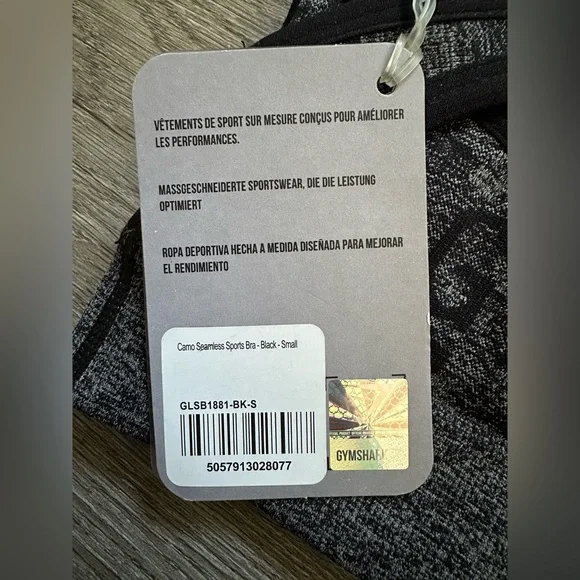 VÊTEMENTS DE SPORT SUR MESURE CONÇUS POUR AMÉLIORER
LES PERFORMANCES.
MASSGESCHNEIDERTE SPORTSWEAR, DIE DIE LEISTUNG
OPTIMIERT
ROPA DEPORTIVA HECHA A MEDIDA DISEÑADA PARA MEJORAR
EL RENDIMIENTO
Camo Seamless Sports Bra - Black - Small
GLSB1881-BK-S
5057913028077
GYMSHAR